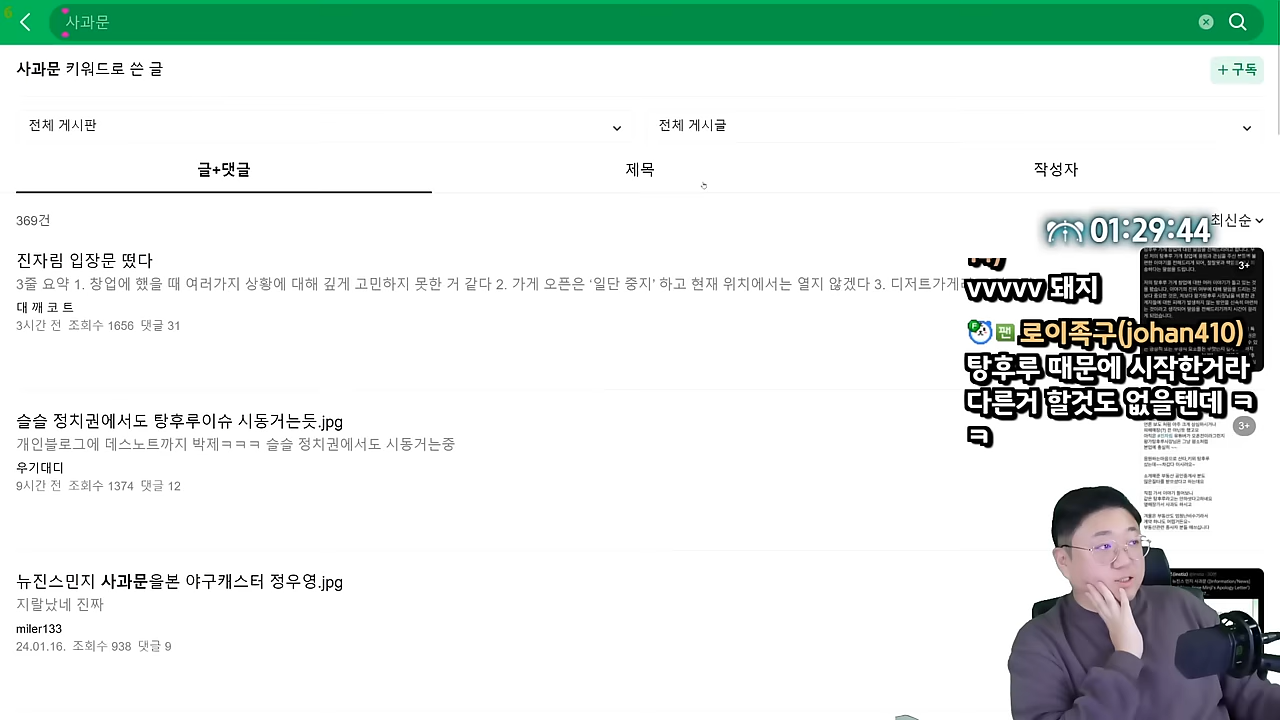 사과문
사과문 키워드로 쓴 글
+ 구독
전체 게시판
전체 게시글
글+댓글
제목
작성자
369건
최신순
01:29:44
진자림 입장문 떴다
3줄 요약 1. 창업에 했을 때 여러가지 상황에 대해 깊게 고민하지 못한 거 같다 2. 가게 오픈은 ‘일단 중지’ 하고 현재 위치에서는 열지 않겠다 3. 디저트가게
대 깨 코 트
3시간 전 조회수 1656 댓글 31
3+
vvvvv 돼지
팬 로이족구(johan410)
탕후루 때문에 시작한거라
다른거 할것도 없을텐데 ㅋ
ㅋ
슬슬 정치권에서도 탕후루이슈 시동거는듯.jpg
개인블로그에 데스노트까지 박제ㅋㅋㅋ 슬슬 정치권에서도 시동거는중
우기대디
9시간 전 조회수 1374 댓글 12
3+
뉴진스민지 사과문을본 야구캐스터 정우영.jpg
지랄났네 진짜
miler133
24.01.16. 조회수 938 댓글 9